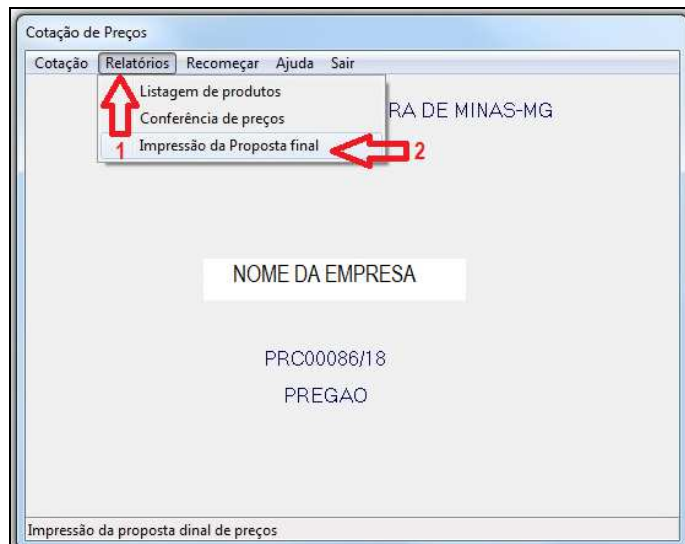 Cotação de Preços
Cotação Relatórios Recomeçar Ajuda Sair
Listagem de produtos
RA DE MINAS-MG
Conferência de preços
1 Impressão da Proposta final 2
NOME DA EMPRESA
PRC00086/18
PREGAO
Impressão da proposta dinal de preços